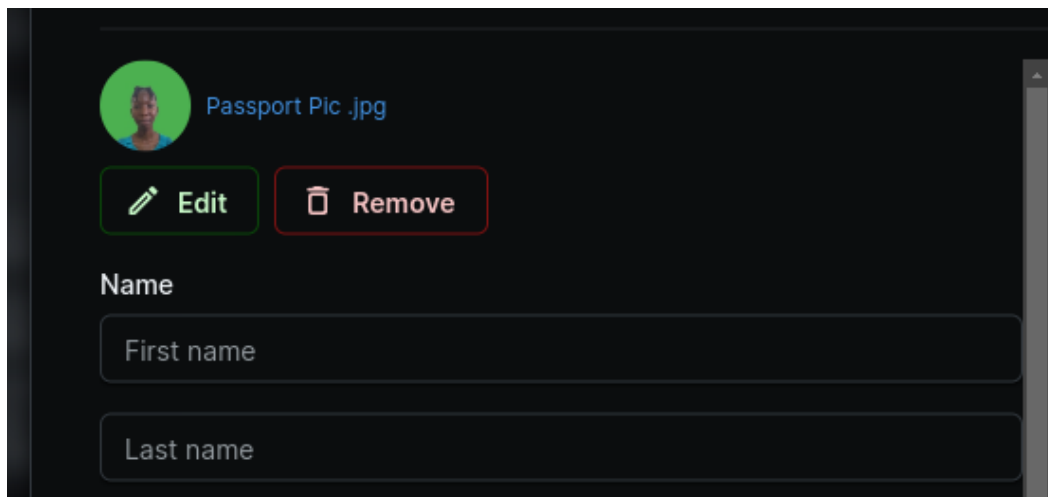 Passport Pic .jpg
Edit Remove
Name
First name
Last name